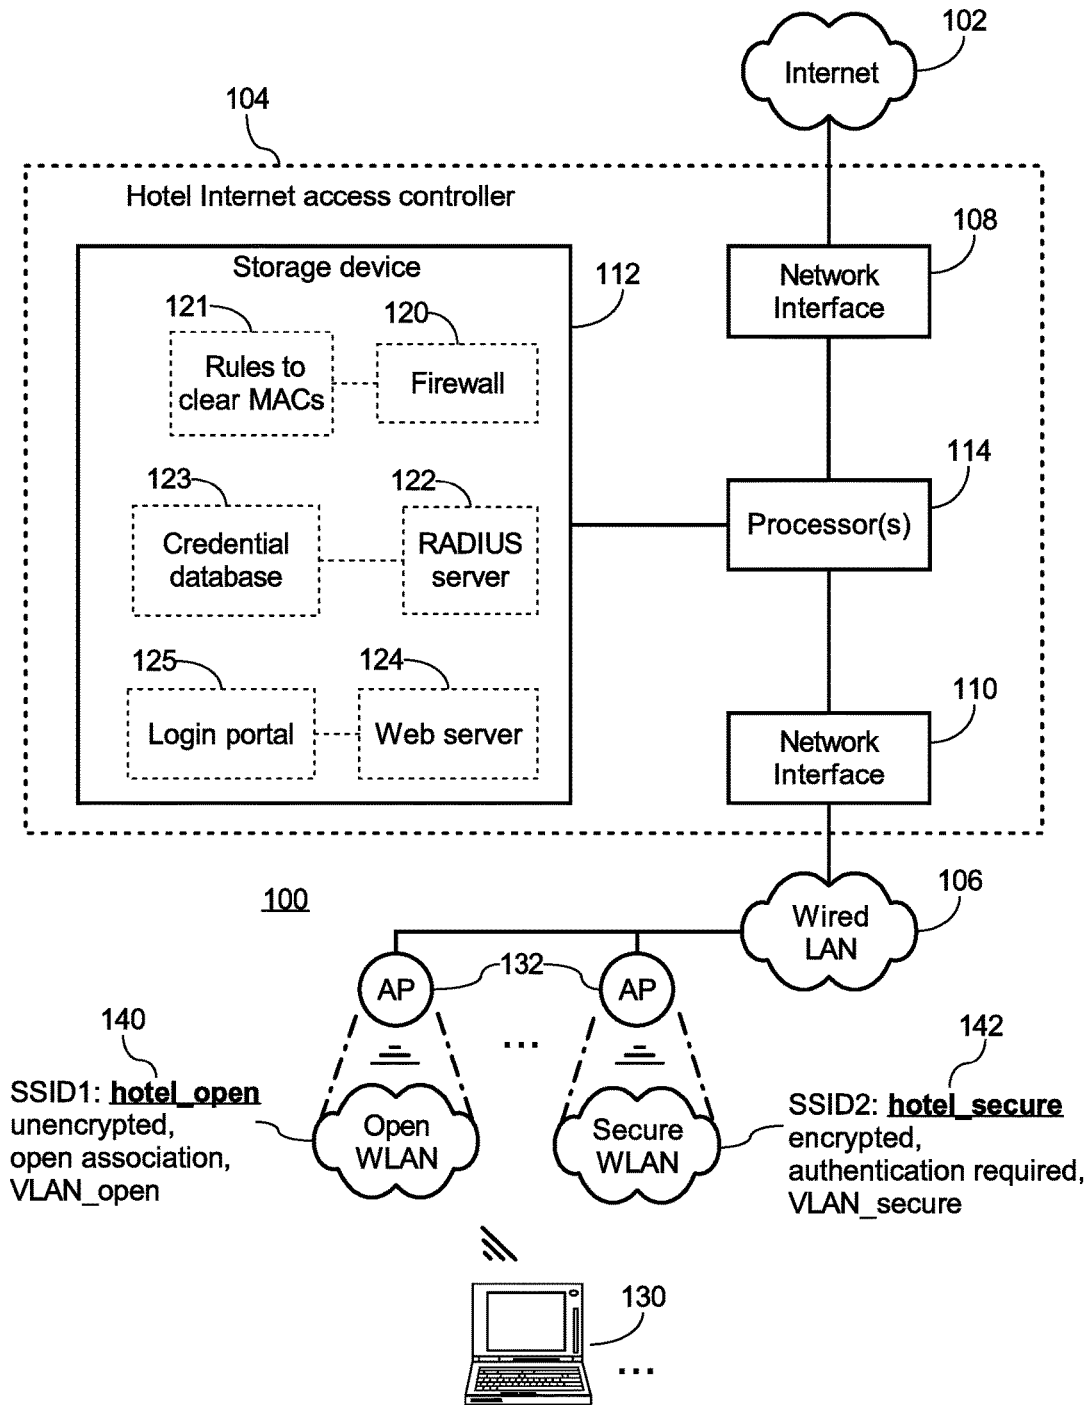 102
Internet
104
Hotel Internet access controller
108
Network
Interface
Storage device
112
121
120
Rules to
clear MACs
Firewall
114
Processor(s)
123
122
Credential
database
RADIUS
server
125
124
Login portal
Web server
110
Network
Interface
100
106
Wired
LAN
AP
132
AP
140
...
142
SSID1: hotel_open
unencrypted,
open association,
VLAN_open
Open
WLAN
Secure
WLAN
SSID2: hotel_secure
encrypted,
authentication required,
VLAN_secure
130
...